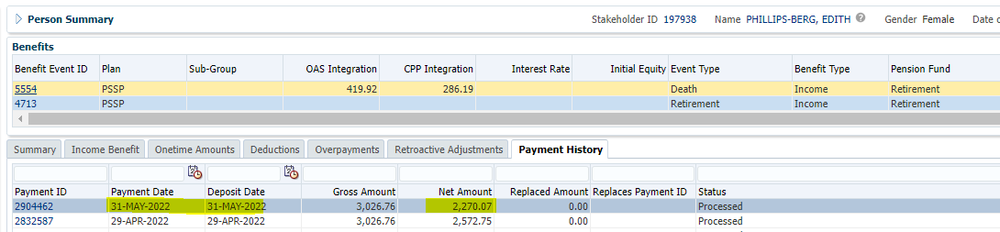 Person Summary Stakeholder ID 197938 Name PHILLIPS-BERG, EDITH Gender Female Date o
Benefits
Benefit Event ID Plan Sub-Group OAS Integration CPP Integration Interest Rate Initial Equity Event Type Benefit Type Pension Fund
5554 PSSP 419.92 286.19 Death Income Retirement
4713 PSSP Retirement Income Retirement
Summary Income Benefit Onetime Amounts Deductions Overpayments Retroactive Adjustments Payment History
Payment ID Payment Date Deposit Date Gross Amount Net Amount Replaced Amount Replaces Payment ID Status
2904462 31-MAY-2022 31-MAY-2022 3,026.76 2,270.07 0.00 Processed
2832587 29-APR-2022 29-APR-2022 3,026.76 2,572.75 0.00 Processed